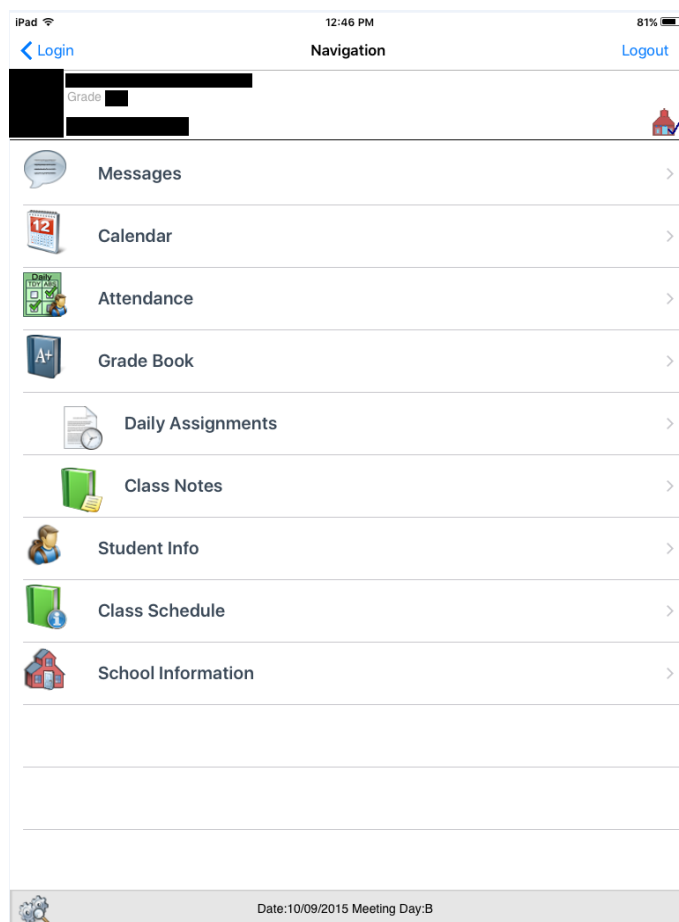 iPad 12:46 PM 81%
Login Navigation Logout
Grade
Messages
12
Calendar
Daily
TDY ABS
Attendance
A+
Grade Book
Daily Assignments
Class Notes
Student Info
i
Class Schedule
School Information
Date:10/09/2015 Meeting Day:B